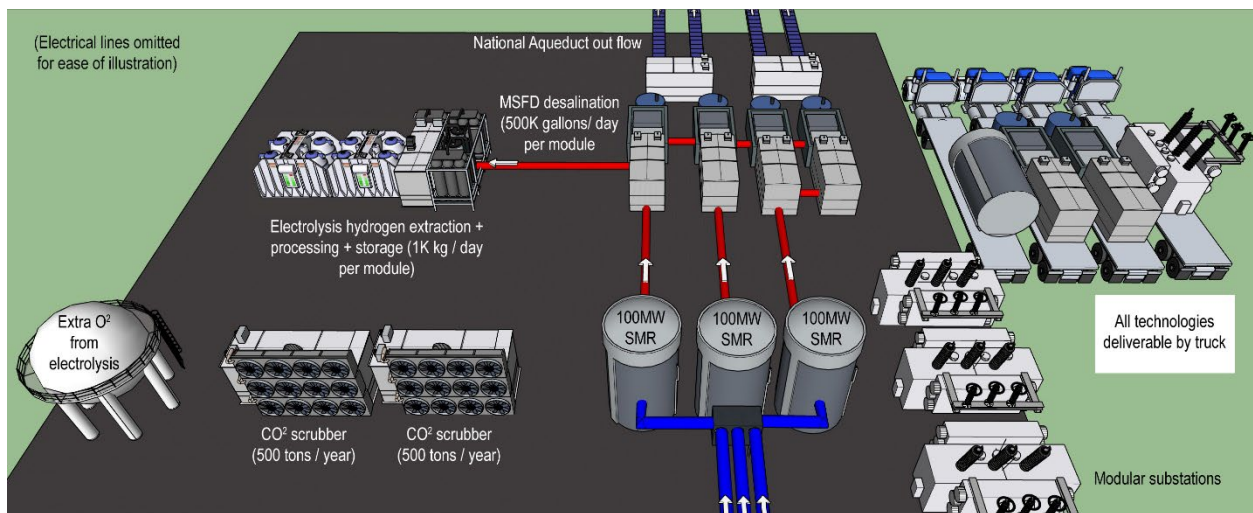 (Electrical lines omitted
for ease of illustration)
National Aqueduct out flow
MSFD desalination
(500K gallons/ day
per module)
Electrolysis hydrogen extraction +
processing + storage (1K kg / day
per module)
Extra O²
from
electrolysis
CO² scrubber
(500 tons / year)
CO² scrubber
(500 tons / year)
100MW
SMR
100MW
SMR
100MW
SMR
All technologies
deliverable by truck
Modular substations